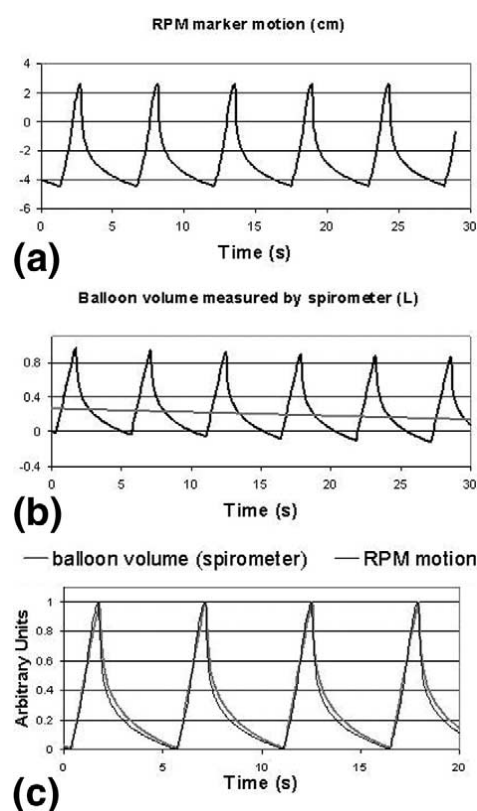 RPM marker motion (cm)
4
2
0
-2
-4
-6
0 5 10 15 20 25 30
Time (s)
(a)
Balloon volume measured by spirometer (L)
0.8
0.4
0
-0.4
0 5 10 15 20 25 30
Time (s)
(b)
balloon volume (spirometer) RPM motion
Arbitrary Units
1
0.8
0.6
0.4
0.2
0
0 5 10 15 20
Time (s)
(c)